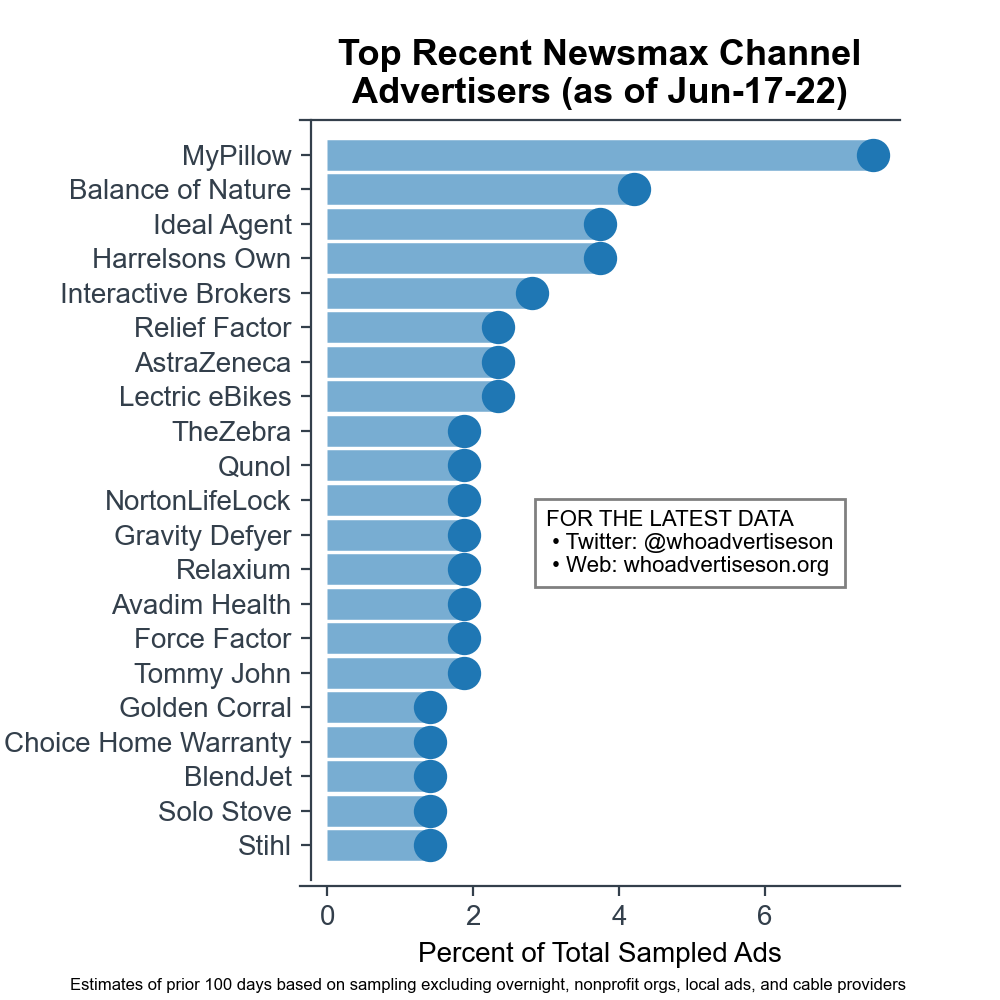 Top Recent Newsmax Channel
Advertisers (as of Jun-17-22)
MyPillow
Balance of Nature
Ideal Agent
Harrelsons Own
Interactive Brokers
Relief Factor
AstraZeneca
Lectric eBikes
TheZebra
Qunol
NortonLifeLock
Gravity Defyer
Relaxium
Avadim Health
Force Factor
Tommy John
Golden Corral
Choice Home Warranty
BlendJet
Solo Stove
Stihl
FOR THE LATEST DATA
• Twitter: @whoadvertiseson
• Web: whoadvertiseson.org
0 2 4 6
Percent of Total Sampled Ads
Estimates of prior 100 days based on sampling excluding overnight, nonprofit orgs, local ads, and cable providers